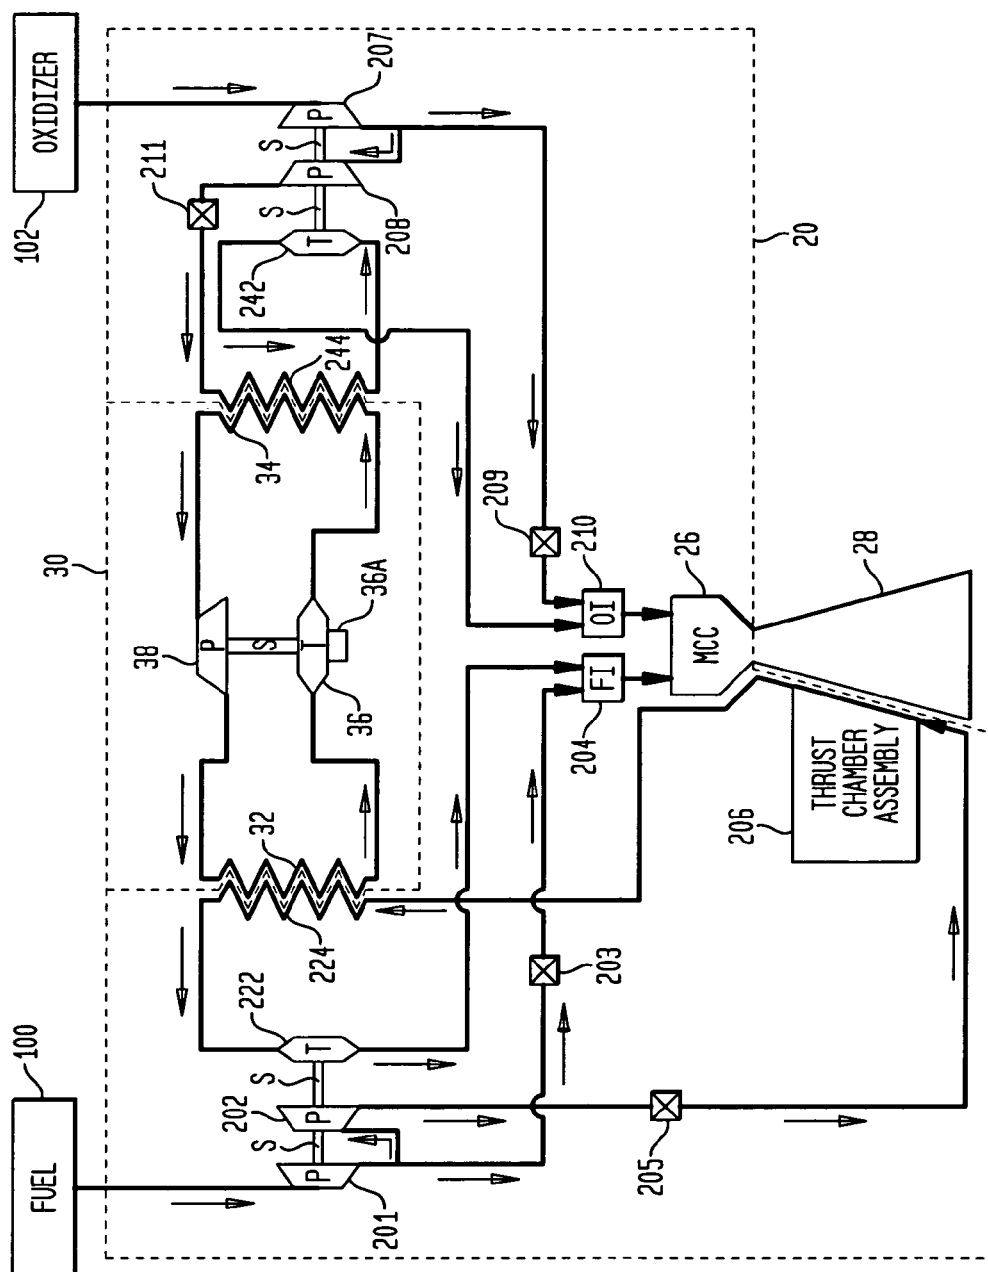 100
102
FUEL
OXIDIZER
30
38
211
P
202
S
S
222
32
S
34
242
S
S
P
P
T
224
T
244
T
P
P
201
36
36A
208
207
209
203
204
FI
OI
210
205
MCC
26
20
206
THRUST
CHAMBER
ASSEMBLY
28